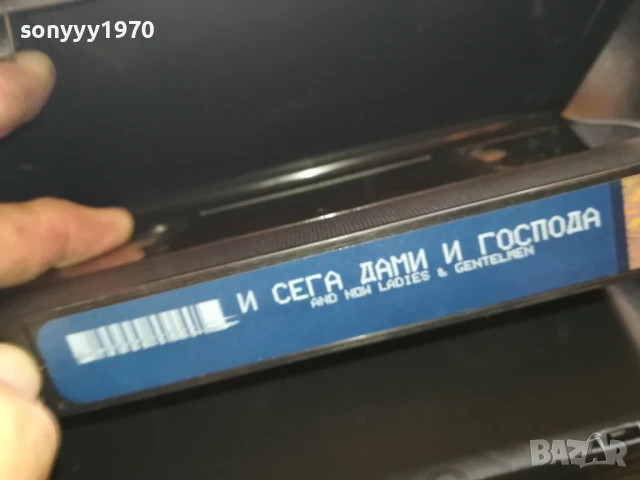 sonyyy1970
И СЕГА ДАМИ И ГОСПОДА
AND NOW LADIES & GENTELMEN
BAZAR